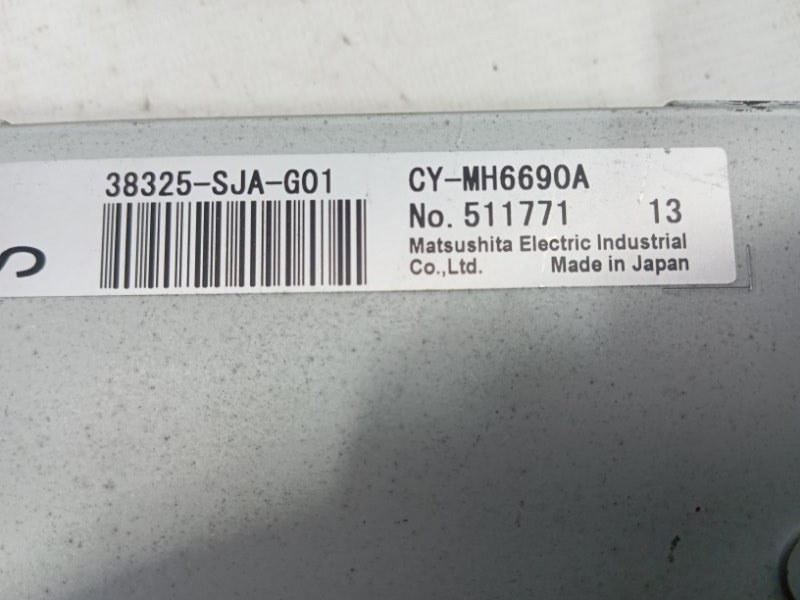 38325-SJA-G01
CY-MH6690A
No. 511771 13
Matsushita Electric Industrial
Co.,Ltd. Made in Japan